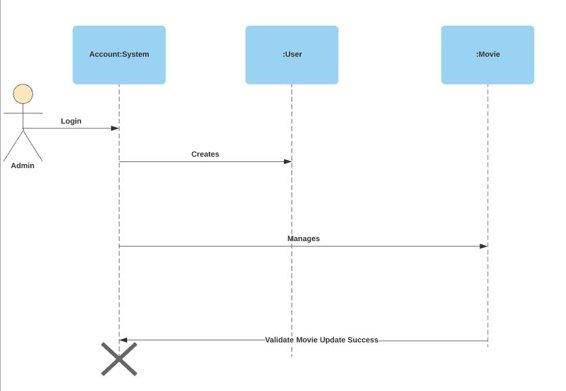 Account:System
:User
:Movie
Login
Admin
Creates
Manages
Validate Movie Update Success